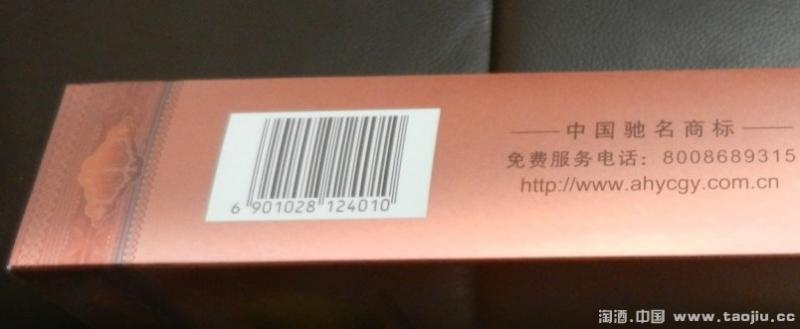 中国驰名商标
免费服务电话：8008689315
http://www.ahycgy.com.cn
6 901028 124010
淘酒.中国 www.taojiu.cc